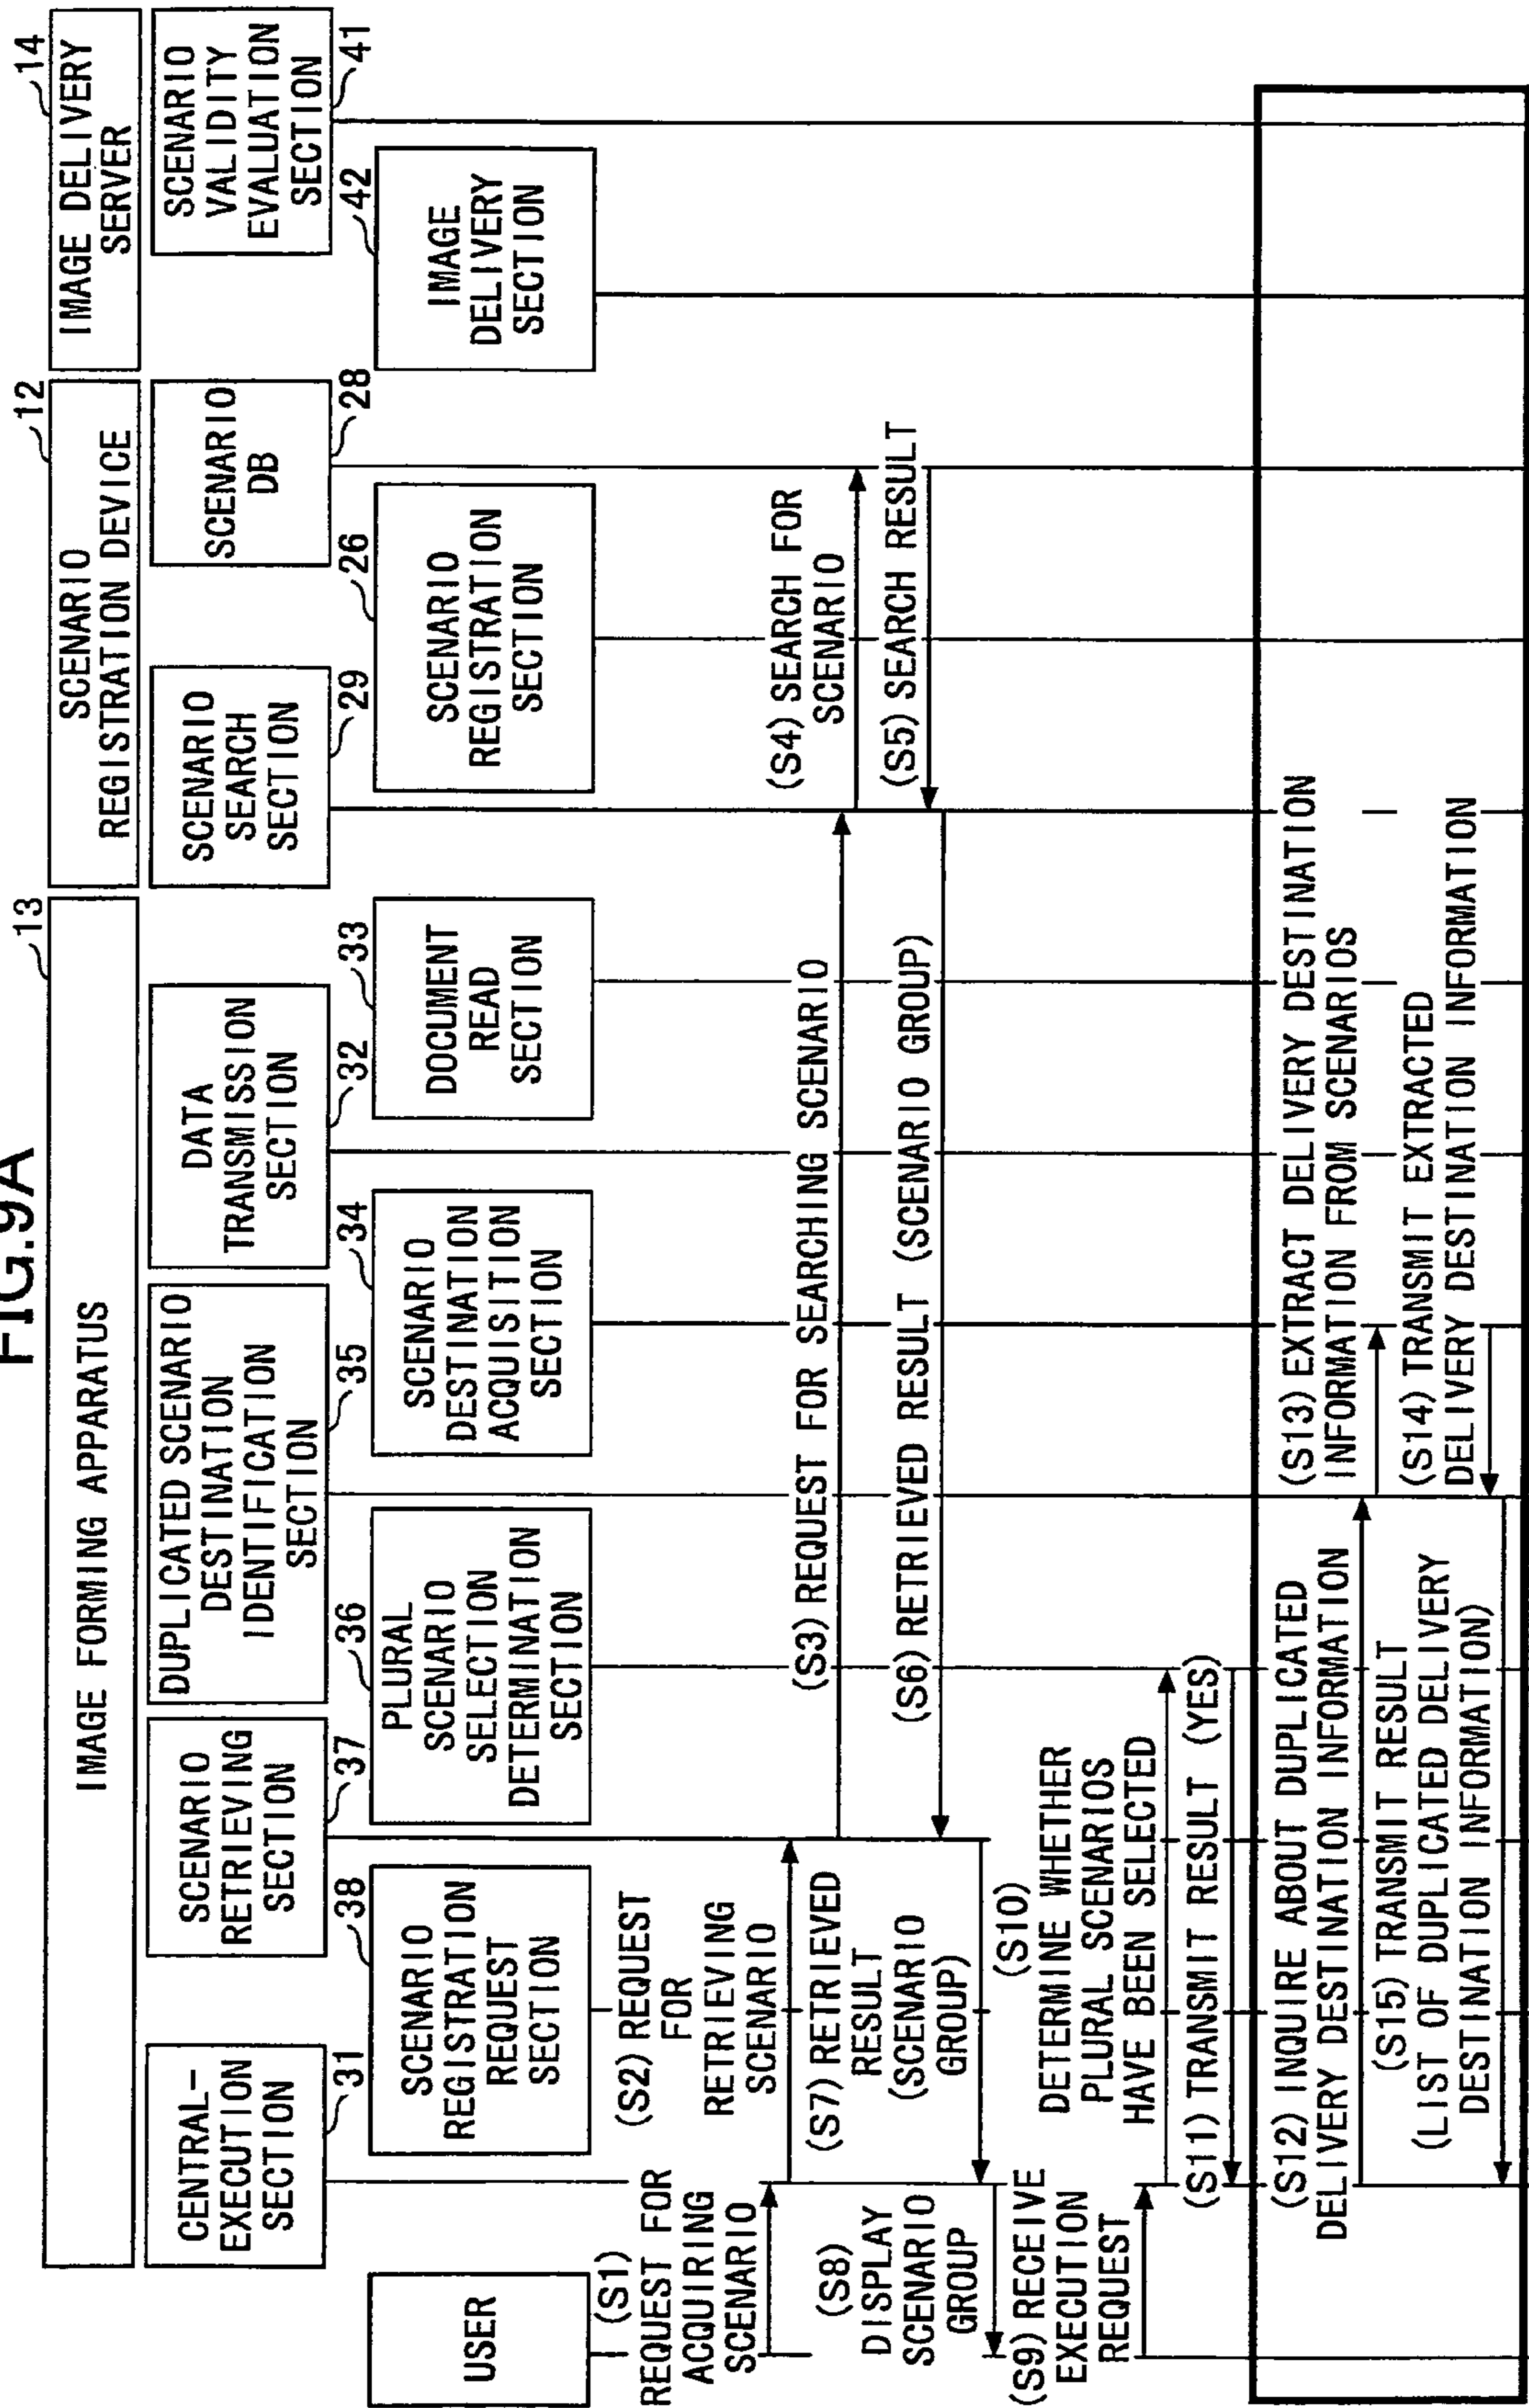 FIG.9A
13
IMAGE FORMING APPARATUS
12
SCENARIO
REGISTRATION DEVICE
14
IMAGE DELIVERY
SERVER
CENTRAL-
EXECUTION
SECTION
31
SCENARIO
RETRIEVING
SECTION
37
DUPLICATED SCENARIO
DESTINATION
IDENTIFICATION
SECTION
35
DATA
TRANSMISSION
SECTION
32
SCENARIO
SEARCH
SECTION
29
SCENARIO
DB
28
SCENARIO
VALIDITY
EVALUATION
SECTION
41
USER
SCENARIO
REGISTRATION
REQUEST
SECTION
38
PLURAL
SCENARIO
SELECTION
DETERMINATION
SECTION
36
SCENARIO
DESTINATION
ACQUISITION
SECTION
34
DOCUMENT
READ
SECTION
33
SCENARIO
REGISTRATION
SECTION
26
IMAGE
DELIVERY
SECTION
42
(S1)
REQUEST FOR
ACQUIRING
SCENARIO
(S2) REQUEST
FOR
RETRIEVING
SCENARIO
(S3) REQUEST FOR SEARCHING SCENARIO
(S4) SEARCH FOR
SCENARIO
(S5) SEARCH RESULT
(S6) RETRIEVED RESULT (SCENARIO GROUP)
(S7) RETRIEVED
RESULT
(SCENARIO
GROUP)
(S8)
DISPLAY
SCENARIO
GROUP
(S9) RECEIVE
EXECUTION
REQUEST
(S10)
DETERMINE WHETHER
PLURAL SCENARIOS
HAVE BEEN SELECTED
(S11) TRANSMIT RESULT (YES)
(S12) INQUIRE ABOUT DUPLICATED
DELIVERY DESTINATION INFORMATION
(S13) EXTRACT DELIVERY DESTINATION
INFORMATION FROM SCENARIOS
(S14) TRANSMIT EXTRACTED
DELIVERY DESTINATION INFORMATION
(S15) TRANSMIT RESULT
(LIST OF DUPLICATED DELIVERY
DESTINATION INFORMATION)